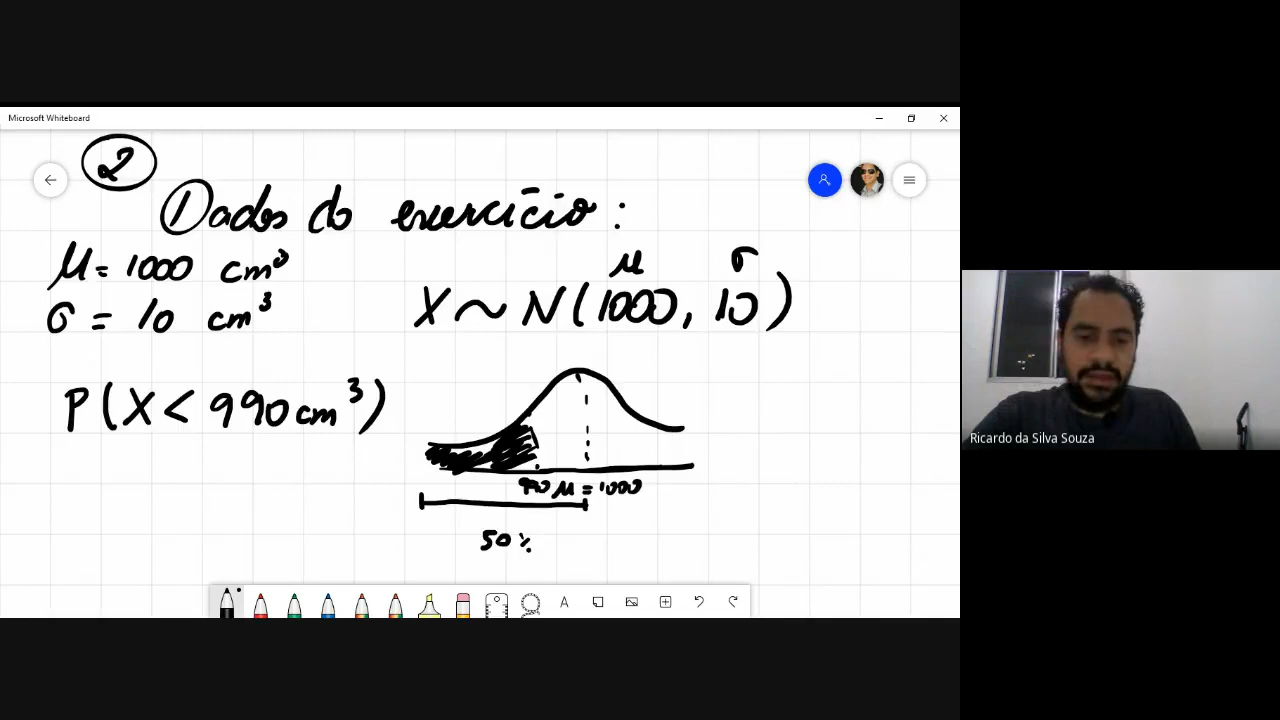 Microsoft Whiteboard
2
Dados do exercício :
μ = 1000 cm³
σ = 10 cm³
μ σ
X ~ N(1000, 10)
P(X < 990 cm³)
990 μ = 1000
50 %
A
Ricardo da Silva Souza